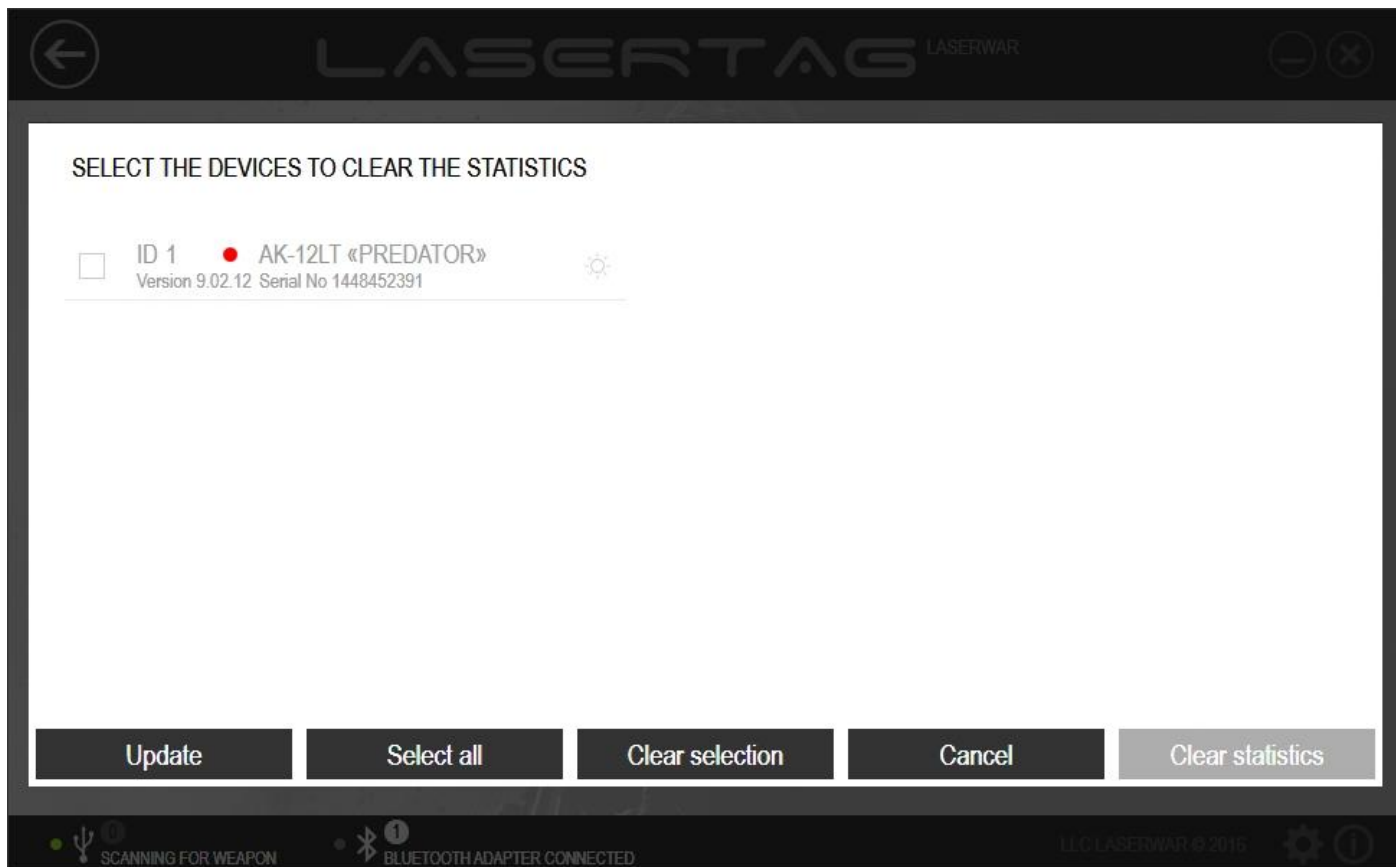 LASERTAG LASERWAR
SELECT THE DEVICES TO CLEAR THE STATISTICS
ID 1 AK-12LT «PREDATOR»
Version 9.02.12 Serial No 1448452391
Update Select all Clear selection Cancel Clear statistics
0 1
SCANNING FOR WEAPON BLUETOOTH ADAPTER CONNECTED LLC LASERWAR © 2016